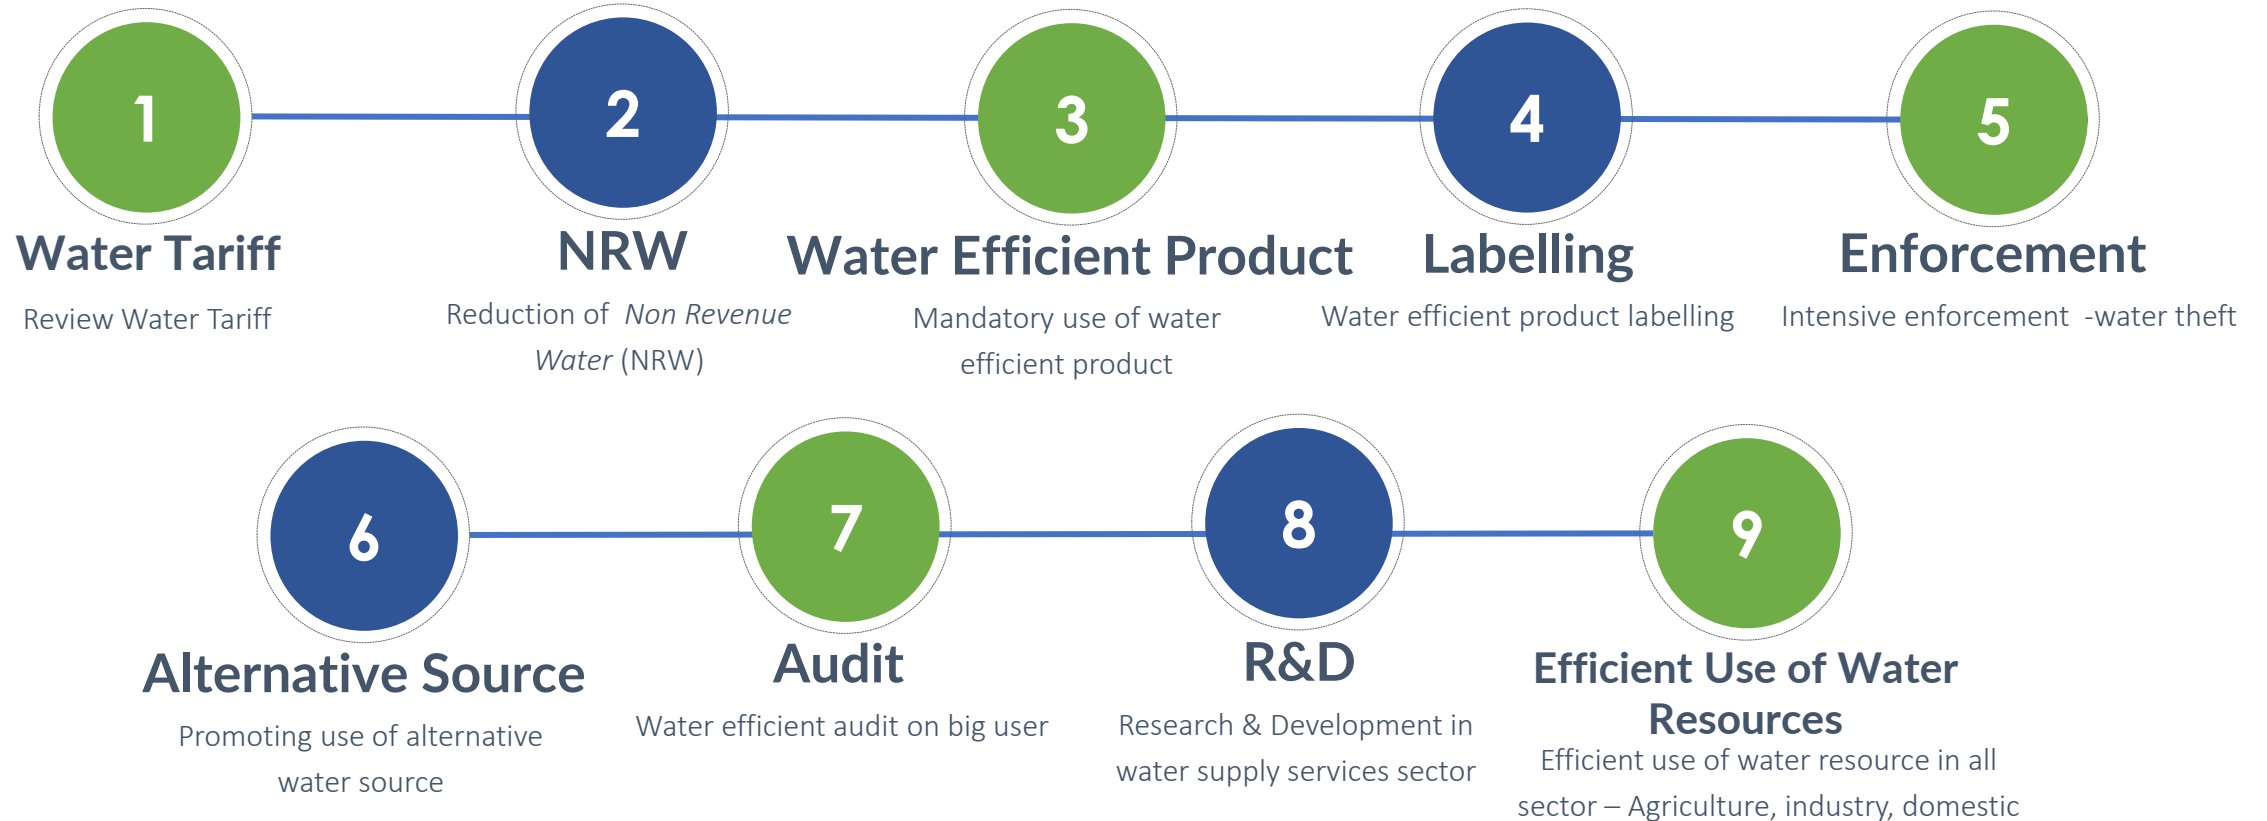 1
2
3
4
5
Water Tariff
NRW
Water Efficient Product
Labelling
Enforcement
Review Water Tariff
Reduction of Non Revenue
Water (NRW)
Mandatory use of water
efficient product
Water efficient product labelling
Intensive enforcement -water theft
6
7
8
9
Alternative Source
Audit
R&D
Efficient Use of Water
Resources
Promoting use of alternative
water source
Water efficient audit on big user
Research & Development in
water supply services sector
Efficient use of water resource in all
sector – Agriculture, industry, domestic